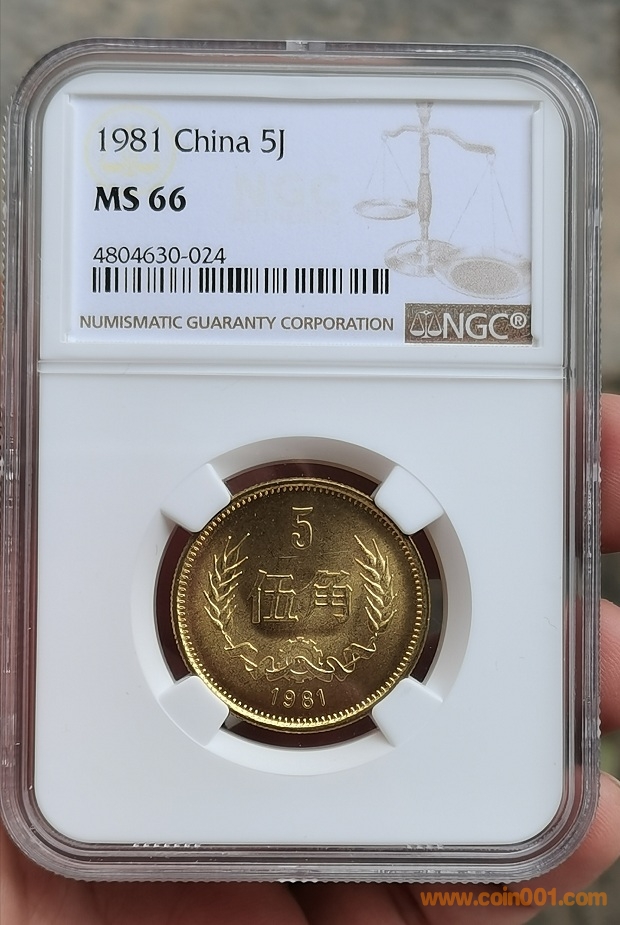 1981 China 5J
MS 66
4804630-024
NUMISMATIC GUARANTY CORPORATION
NGC®
5
伍角
1981
www.coin001.com